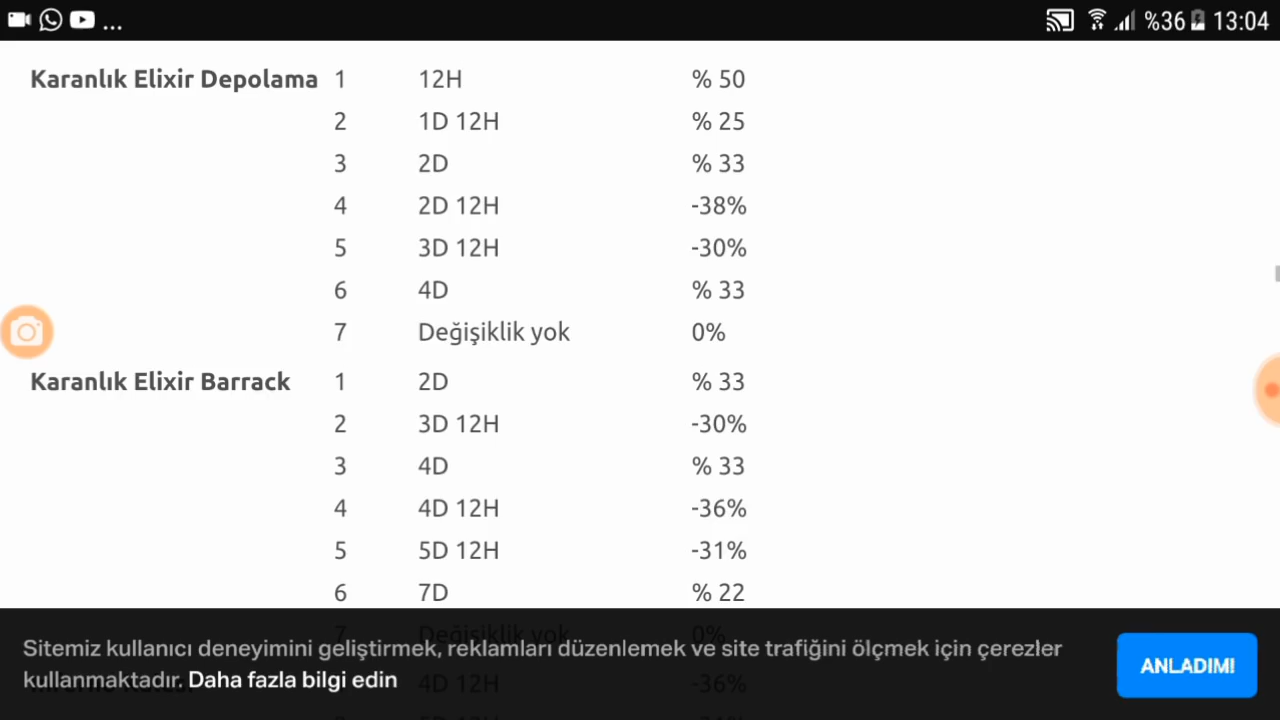 ... %36 13:04
Karanlık Elixir Depolama 1 12H % 50
2 1D 12H % 25
3 2D % 33
4 2D 12H -38%
5 3D 12H -30%
6 4D % 33
7 Değişiklik yok 0%
Karanlık Elixir Barrack 1 2D % 33
2 3D 12H -30%
3 4D % 33
4 4D 12H -36%
5 5D 12H -31%
6 7D % 22
7 Değişiklik yok 0%
Sitemiz kullanıcı deneyimini geliştirmek, reklamları düzenlemek ve site trafiğini ölçmek için çerezler
kullanmaktadır. Daha fazla bilgi edin
ANLADIM!
4D 12H -36%